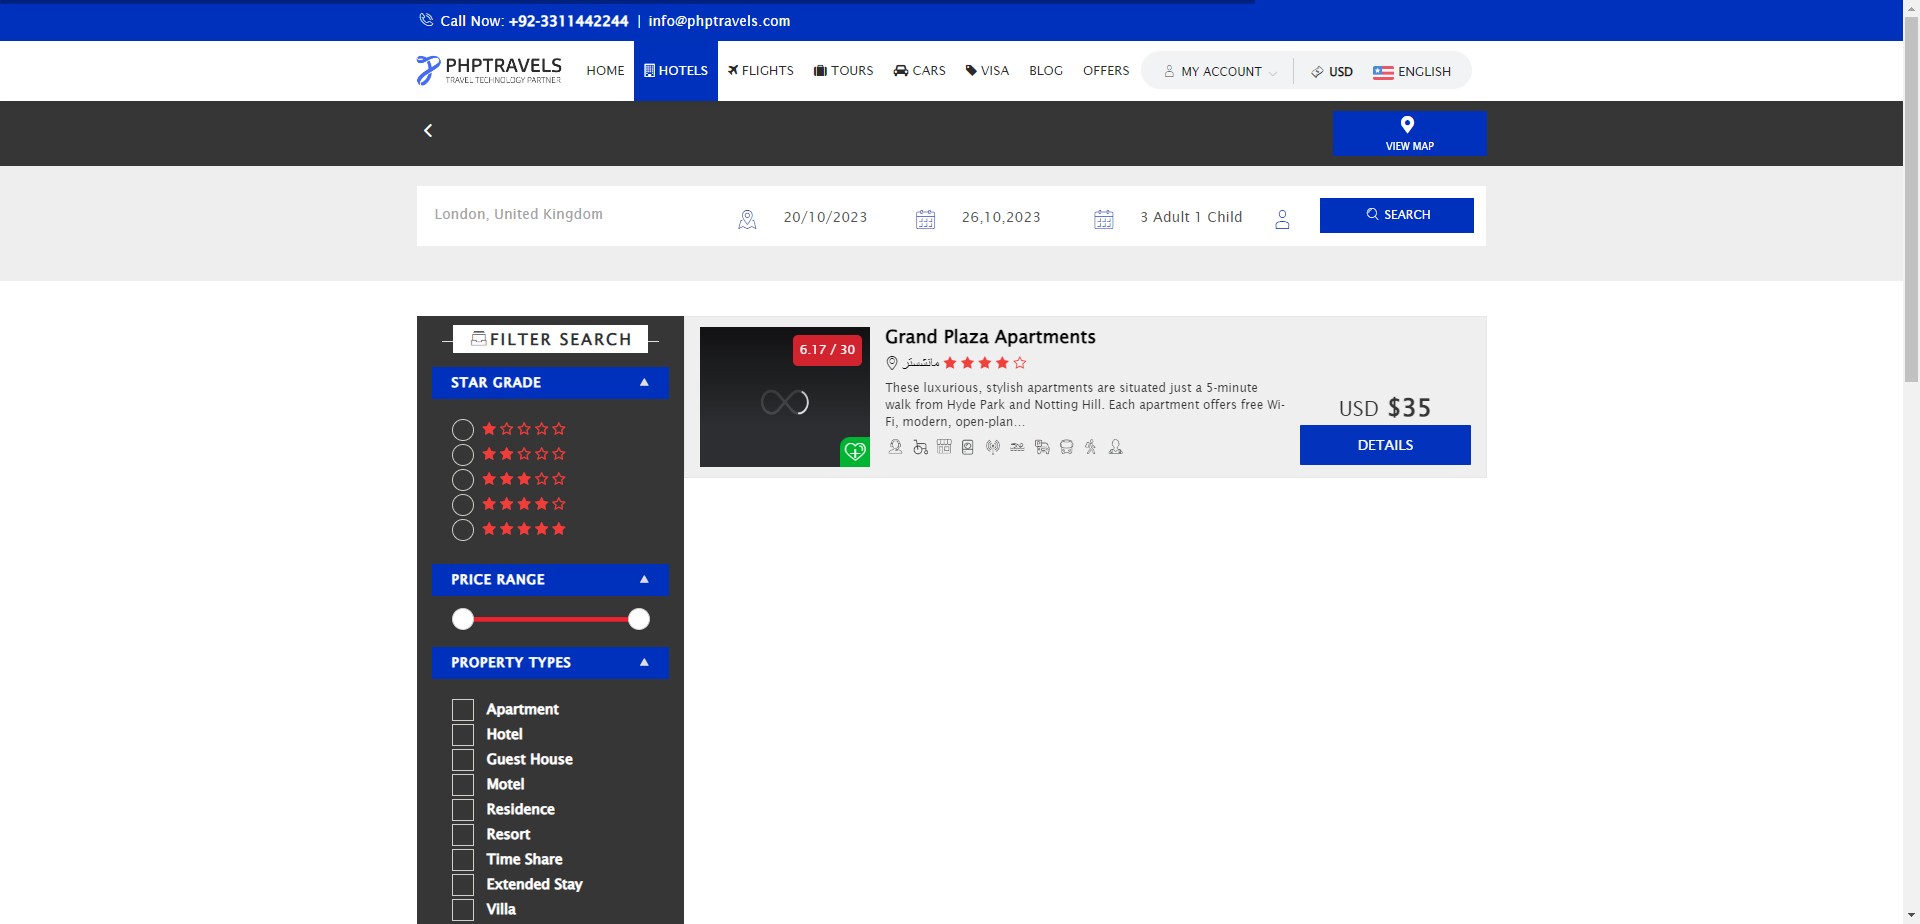 Call Now: +92-3311442244 | info@phptravels.com
PHPTRAVELS
TRAVEL TECHNOLOGY PARTNER
HOME HOTELS FLIGHTS TOURS CARS VISA BLOG OFFERS MY ACCOUNT USD ENGLISH
VIEW MAP
London, United Kingdom 20/10/2023 26,10,2023 3 Adult 1 Child SEARCH
FILTER SEARCH
STAR GRADE
PRICE RANGE
PROPERTY TYPES
Apartment
Hotel
Guest House
Motel
Residence
Resort
Time Share
Extended Stay
Villa
6.17 / 30
Grand Plaza Apartments
مانشستر
These luxurious, stylish apartments are situated just a 5-minute
walk from Hyde Park and Notting Hill. Each apartment offers free Wi-
Fi, modern, open-plan...
USD $35
DETAILS